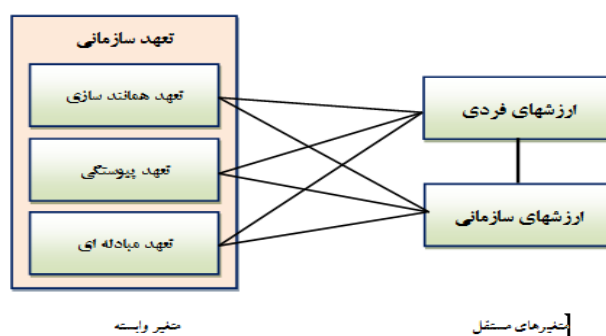 تعهد سازمانی
تعهد همانند سازی
تعهد پیوستگی
تعهد مبادله ای
ارزشهای فردی
ارزشهای سازمانی
متغیرهای مستقل
متغیر وابسته